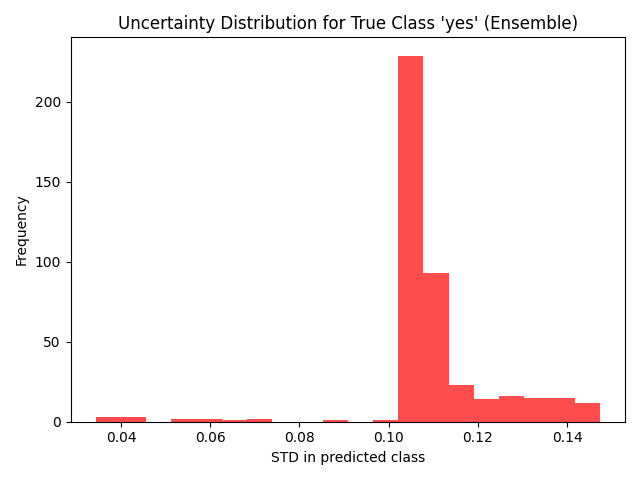 Uncertainty Distribution for True Class 'yes' (Ensemble)
200
150
100
50
0
Frequency
0.04 0.06 0.08 0.10 0.12 0.14
STD in predicted class